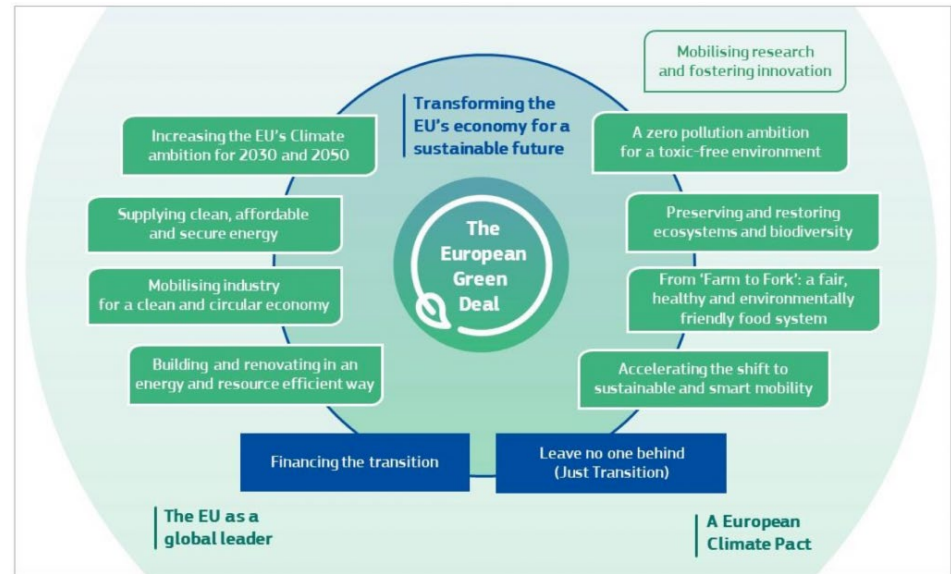 Mobilising research
and fostering innovation
Transforming the
EU's economy for a
sustainable future
Increasing the EU's Climate
ambition for 2030 and 2050
A zero pollution ambition
for a toxic-free environment
Supplying clean, affordable
and secure energy
Preserving and restoring
ecosystems and biodiversity
The
European
Green
Deal
Mobilising industry
for a clean and circular economy
From 'Farm to Fork': a fair,
healthy and environmentally
friendly food system
Building and renovating in an
energy and resource efficient way
Accelerating the shift to
sustainable and smart mobility
Financing the transition
Leave no one behind
(Just Transition)
The EU as a
global leader
A European
Climate Pact